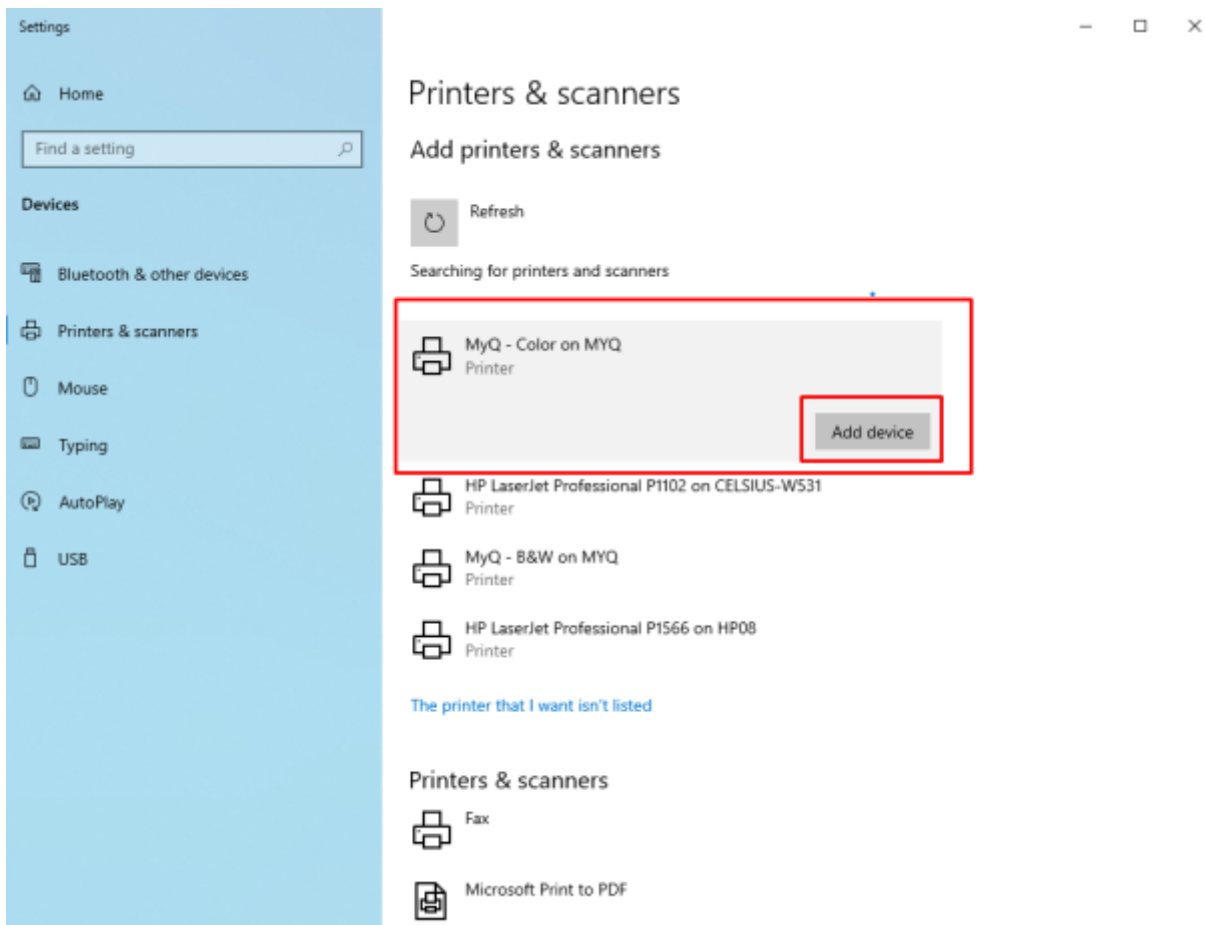 Settings
Home
Find a setting
Devices
Bluetooth & other devices
Printers & scanners
Mouse
Typing
AutoPlay
USB
Printers & scanners
Add printers & scanners
Refresh
Searching for printers and scanners
MyQ - Color on MYQ
Printer
Add device
HP LaserJet Professional P1102 on CELSIUS-W531
Printer
MyQ - B&W on MYQ
Printer
HP LaserJet Professional P1566 on HP08
Printer
The printer that I want isn't listed
Printers & scanners
Fax
Microsoft Print to PDF